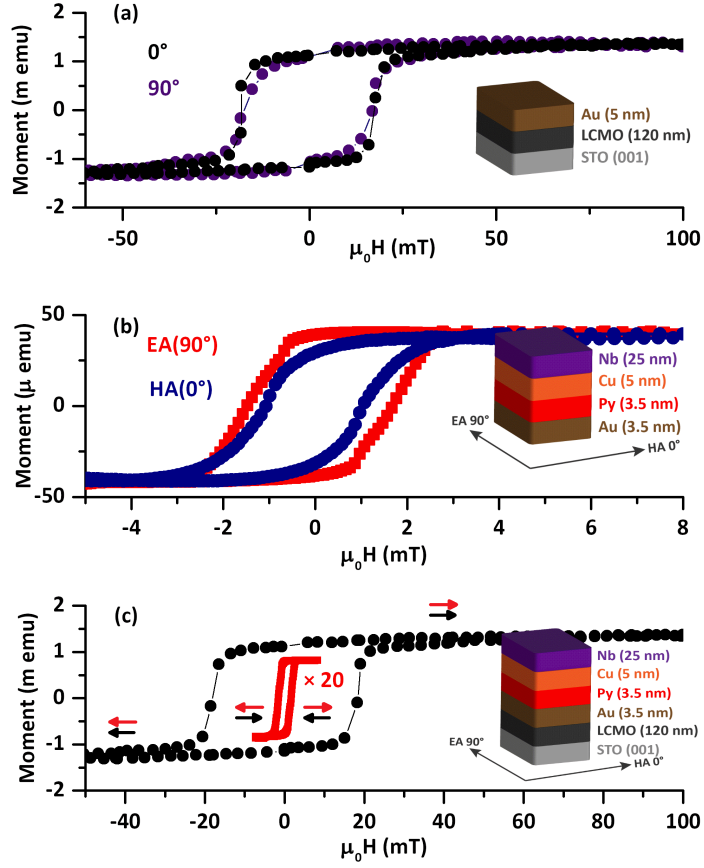 (a)
0°
90°
Moment (m emu)
2
1
0
-1
-2
Au (5 nm)
LCMO (120 nm)
STO (001)
-50
0
50
100
μ₀H (mT)
(b)
EA(90°)
HA(0°)
Moment (μ emu)
50
0
-50
Nb (25 nm)
Cu (5 nm)
Py (3.5 nm)
Au (3.5 nm)
EA 90°
HA 0°
-4
-2
0
2
4
6
8
μ₀H (mT)
(c)
× 20
Moment (m emu)
2
1
0
-1
-2
Nb (25 nm)
Cu (5 nm)
Py (3.5 nm)
Au (3.5 nm)
LCMO (120 nm)
STO (001)
EA 90°
HA 0°
-40
-20
0
20
40
60
80
100
μ₀H (mT)